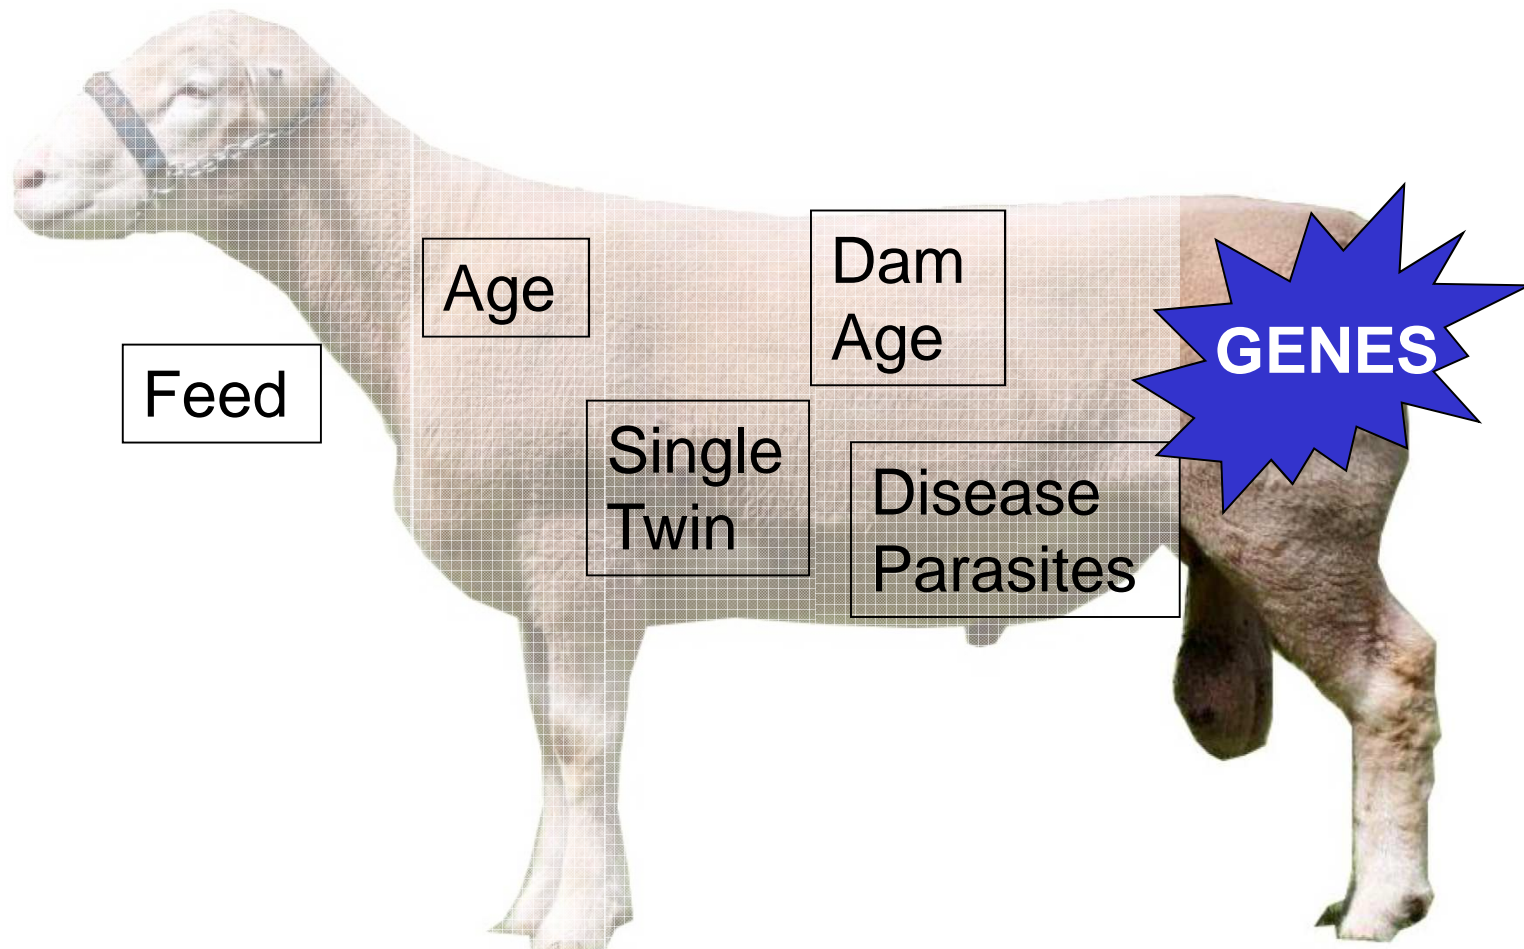 Feed
Age
Single
Twin
Dam
Age
Disease
Parasites
GENES